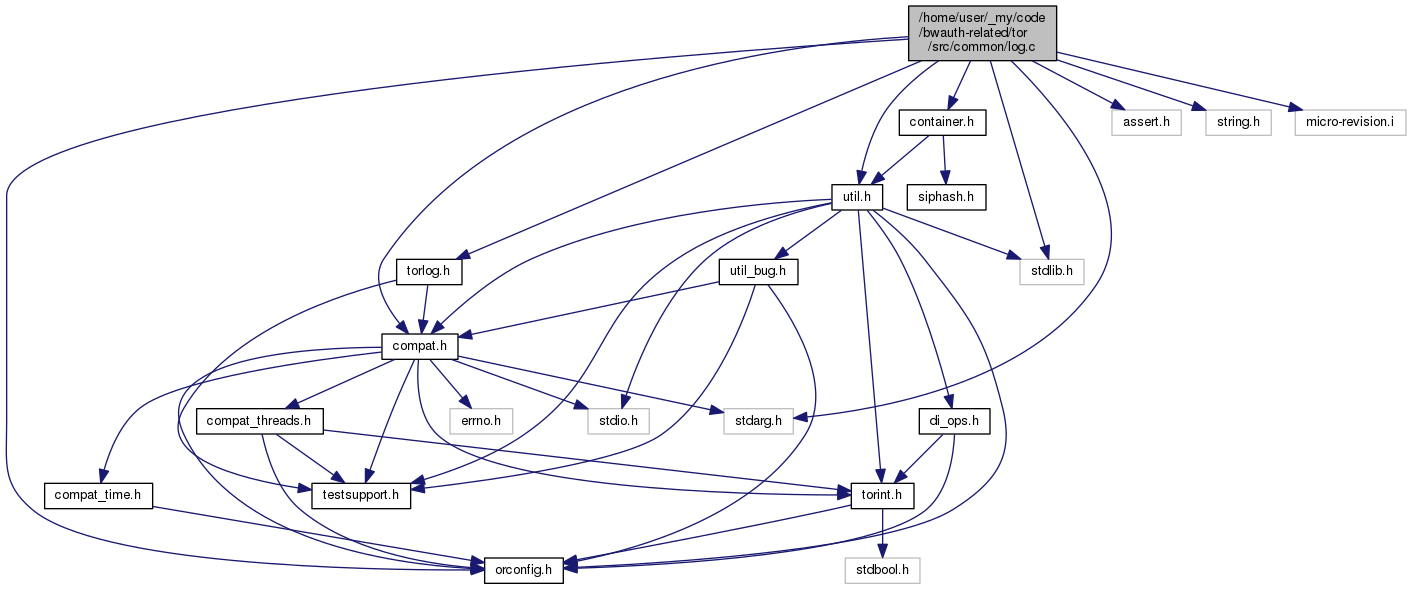 /home/user/_my/code
/bwauth-related/tor
/src/common/log.c
container.h
assert.h
string.h
micro-revision.i
util.h
siphash.h
torlog.h
util_bug.h
stdlib.h
compat.h
compat_threads.h
errno.h
stdio.h
stdarg.h
di_ops.h
compat_time.h
testsupport.h
torint.h
orconfig.h
stdbool.h